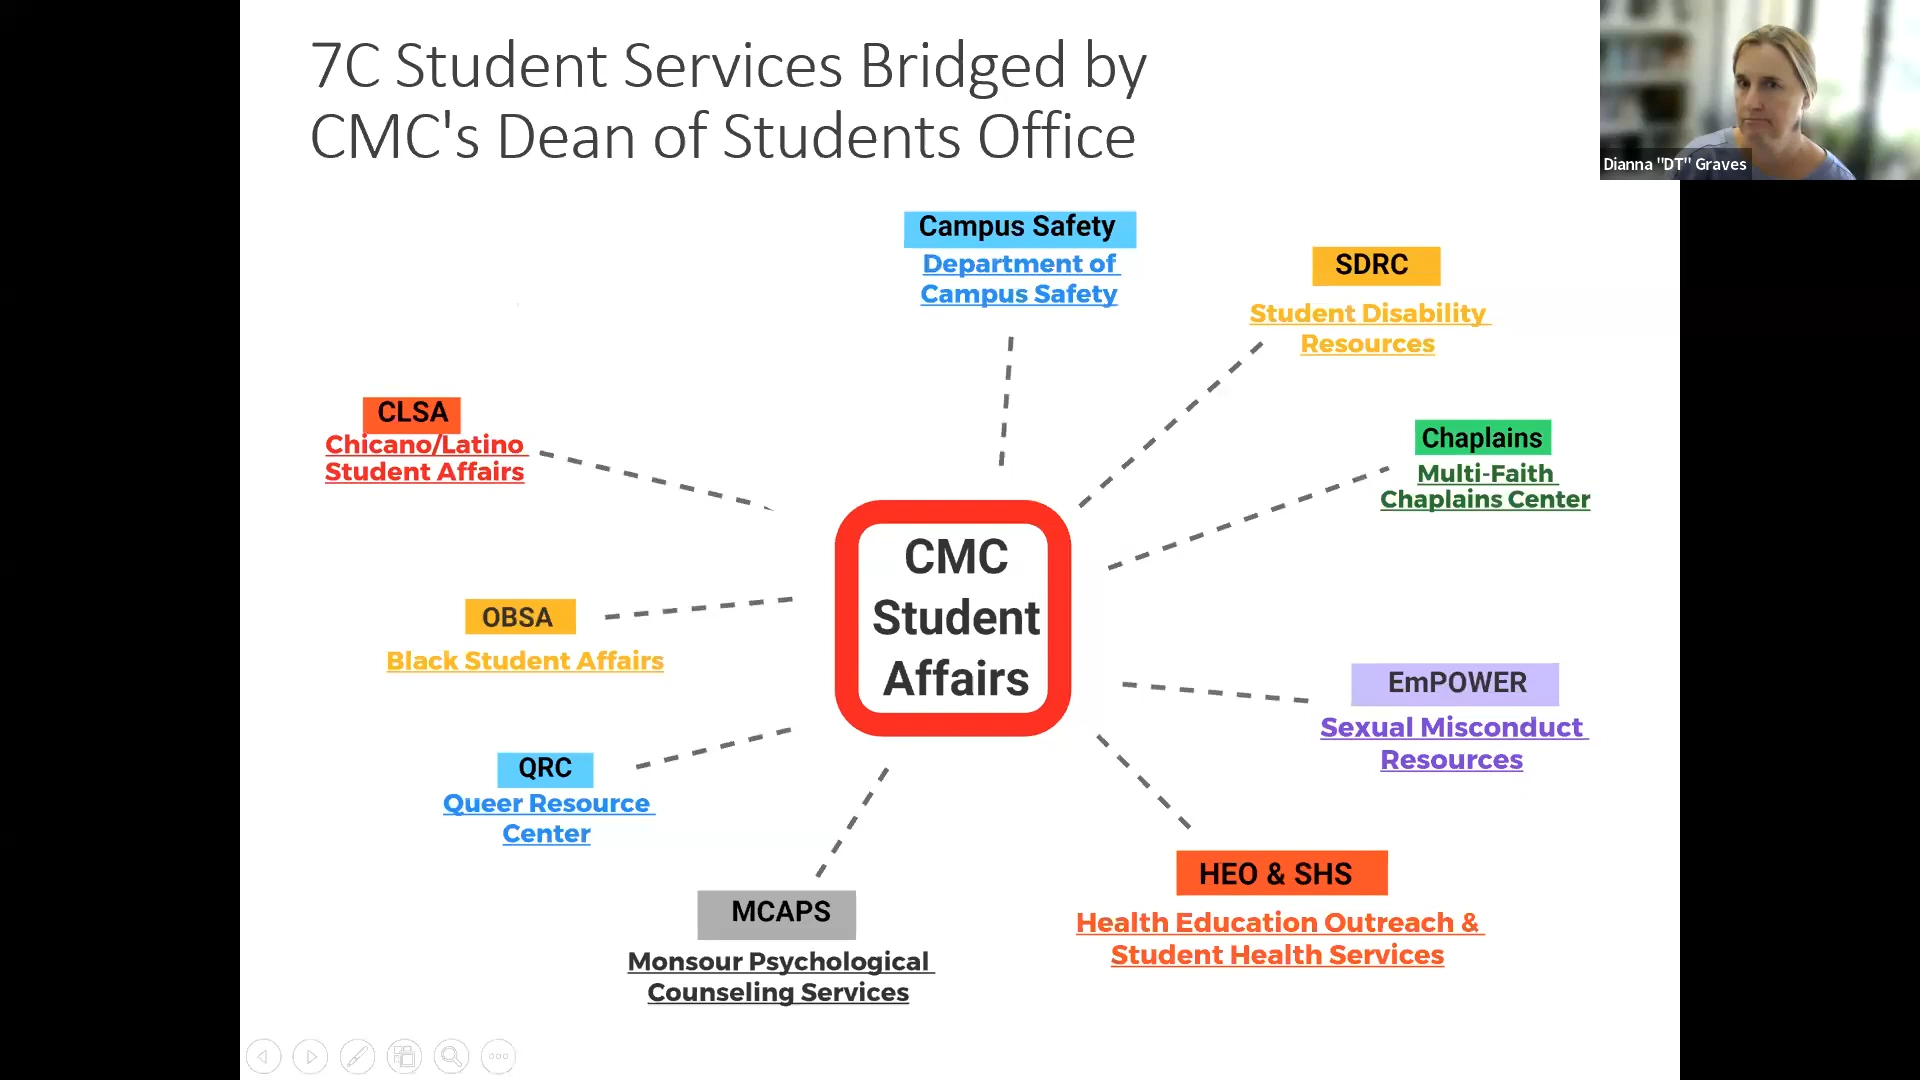 7C Student Services Bridged by
CMC's Dean of Students Office
Dianna "DT" Graves
Campus Safety
Department of
Campus Safety
SDRC
Student Disability
Resources
CLSA
Chicano/Latino
Student Affairs
Chaplains
Multi-Faith
Chaplains Center
CMC
Student
Affairs
OBSA
Black Student Affairs
EmPOWER
Sexual Misconduct
Resources
QRC
Queer Resource
Center
HEO & SHS
Health Education Outreach &
Student Health Services
MCAPS
Monsour Psychological
Counseling Services